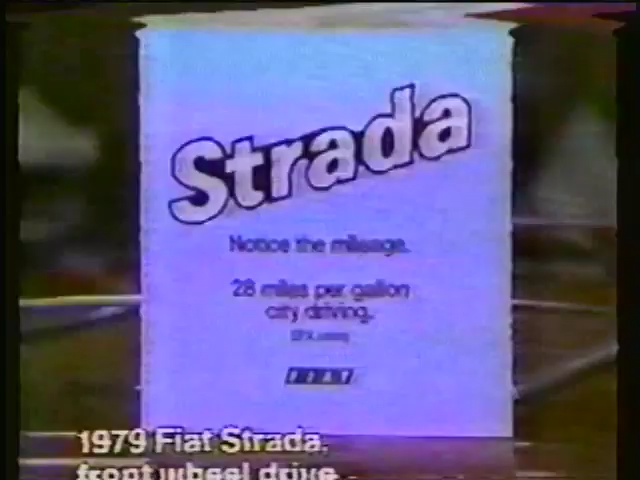 Strada
Notice the mileage.
28 miles per gallon
city driving.
FIAT
1979 Fiat Strada.
front wheel drive